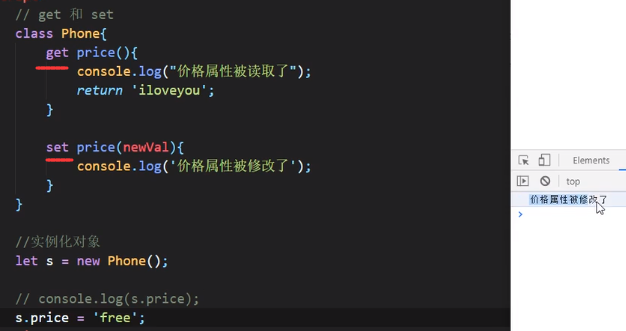 // get 和 set
class Phone{
get price(){
console.log("价格属性被读取了");
return 'iloveyou';
}
set price(newVal){
console.log('价格属性被修改了');
}
}
//实例化对象
let s = new Phone();
// console.log(s.price);
s.price = 'free';
Elements
top
价格属性被修改了